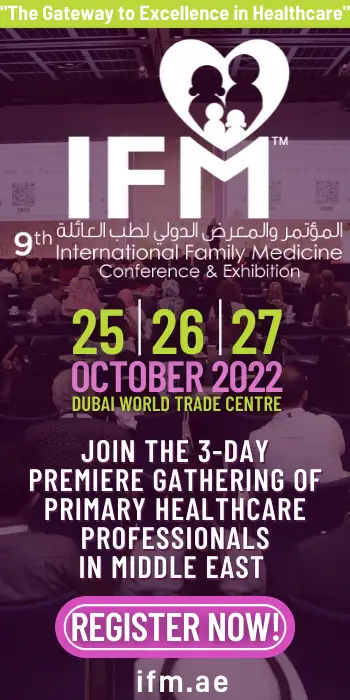 "The Gateway to Excellence in Healthcare"
IFM™
المؤتمر والمعرض الدولي لطب العائلة
9th International Family Medicine
Conference & Exhibition
25 | 26 | 27
OCTOBER 2022
DUBAI WORLD TRADE CENTRE
JOIN THE 3-DAY
PREMIERE GATHERING OF
PRIMARY HEALTHCARE
PROFESSIONALS
IN MIDDLE EAST
REGISTER NOW!
ifm.ae